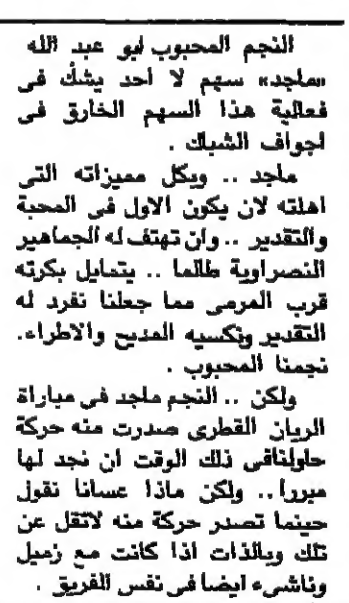 النجم المحبوب ابو عبد الله
«ماجد» سهم لا أحد يشك فى
فعالية هذا السهم الخارق فى
اجواف الشباك .
ماجد .. وبكل مميزاته التى
اهلته لان يكون الاول فى المحبة
والتقدير .. وان تهتف له الجماهير
النصراوية طالما .. يتمايل بكرته
قرب المرمى مما جعلنا نفرد له
التقدير ونكسيه المديح والاطراء.
نجمنا المحبوب .
ولكن .. النجم ماجد فى مباراة
الريان القطرى صدرت منه حركة
حاولنافى ذلك الوقت ان نجد لها
مبررا .. ولكن ماذا عسانا نقول
حينما تصدر حركة منه لاتقل عن
تلك وبالذات اذا كانت مع زميل
وناشىء ايضا فى نفس الفريق .